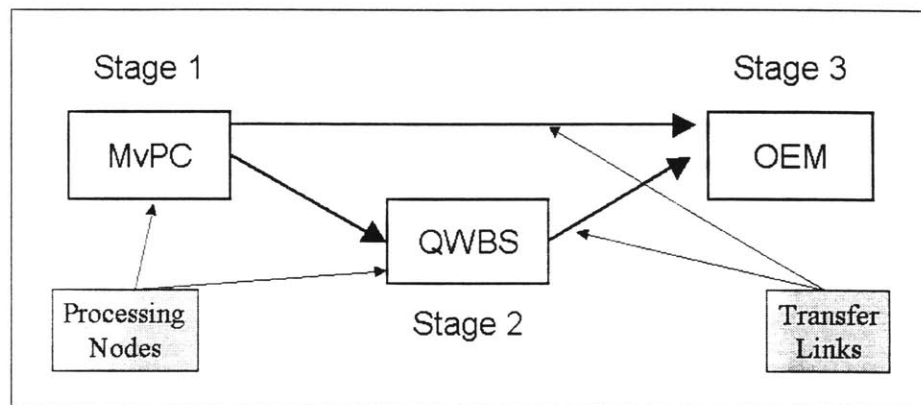 Stage 1
Stage 3
MvPC
OEM
QWBS
Processing
Nodes
Stage 2
Transfer
Links